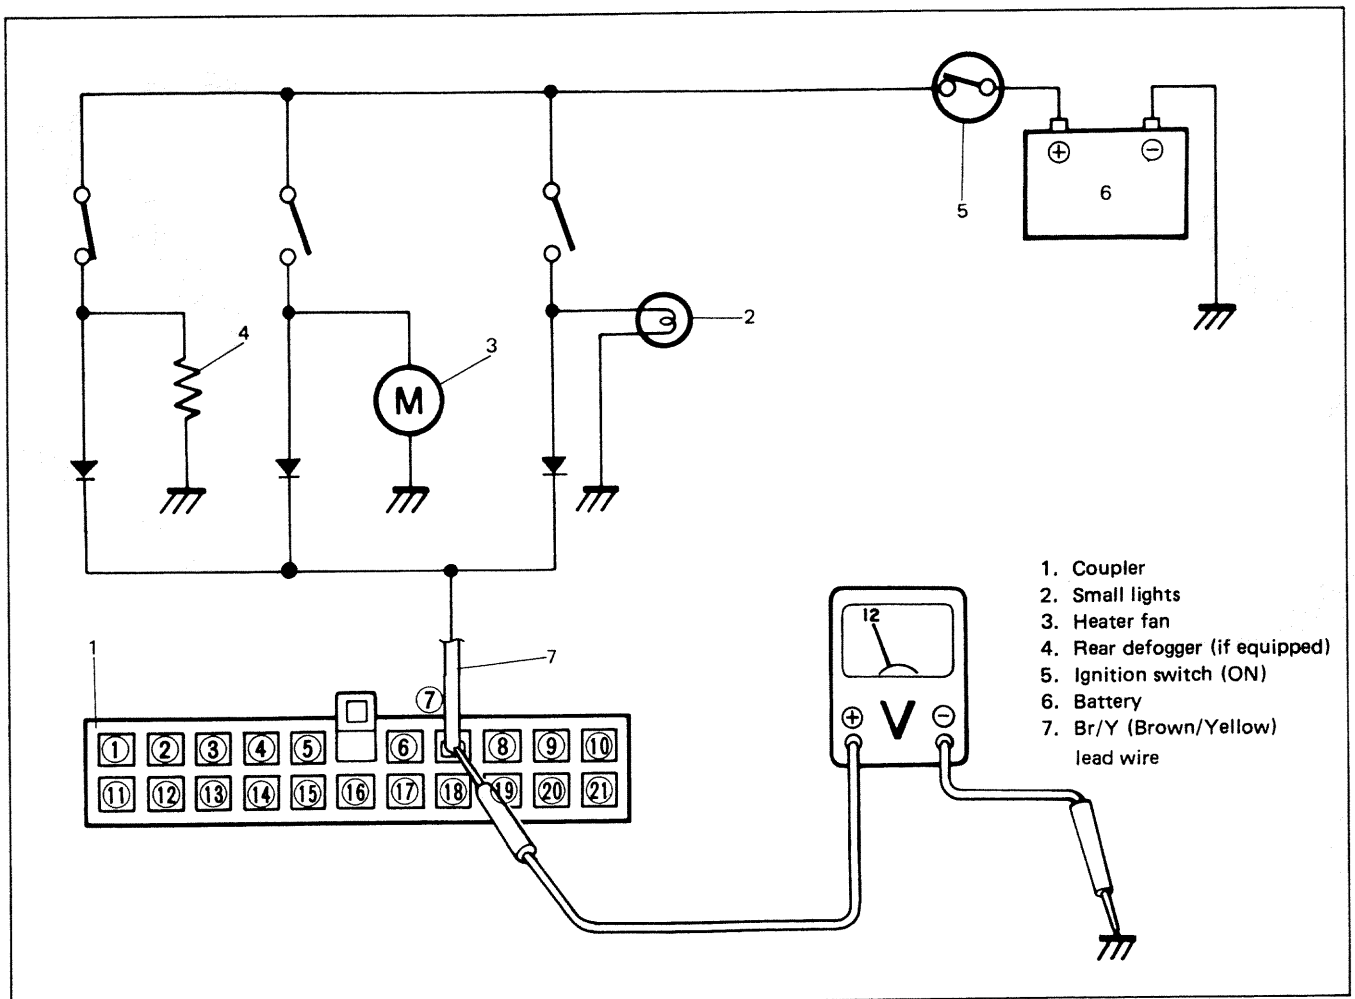 5
6
4
3
2
M
12
V
1
7
7
1 2 3 4 5 6 8 9 10
11 12 13 14 15 16 17 18 19 20 21
1. Coupler
2. Small lights
3. Heater fan
4. Rear defogger (if equipped)
5. Ignition switch (ON)
6. Battery
7. Br/Y (Brown/Yellow)
lead wire